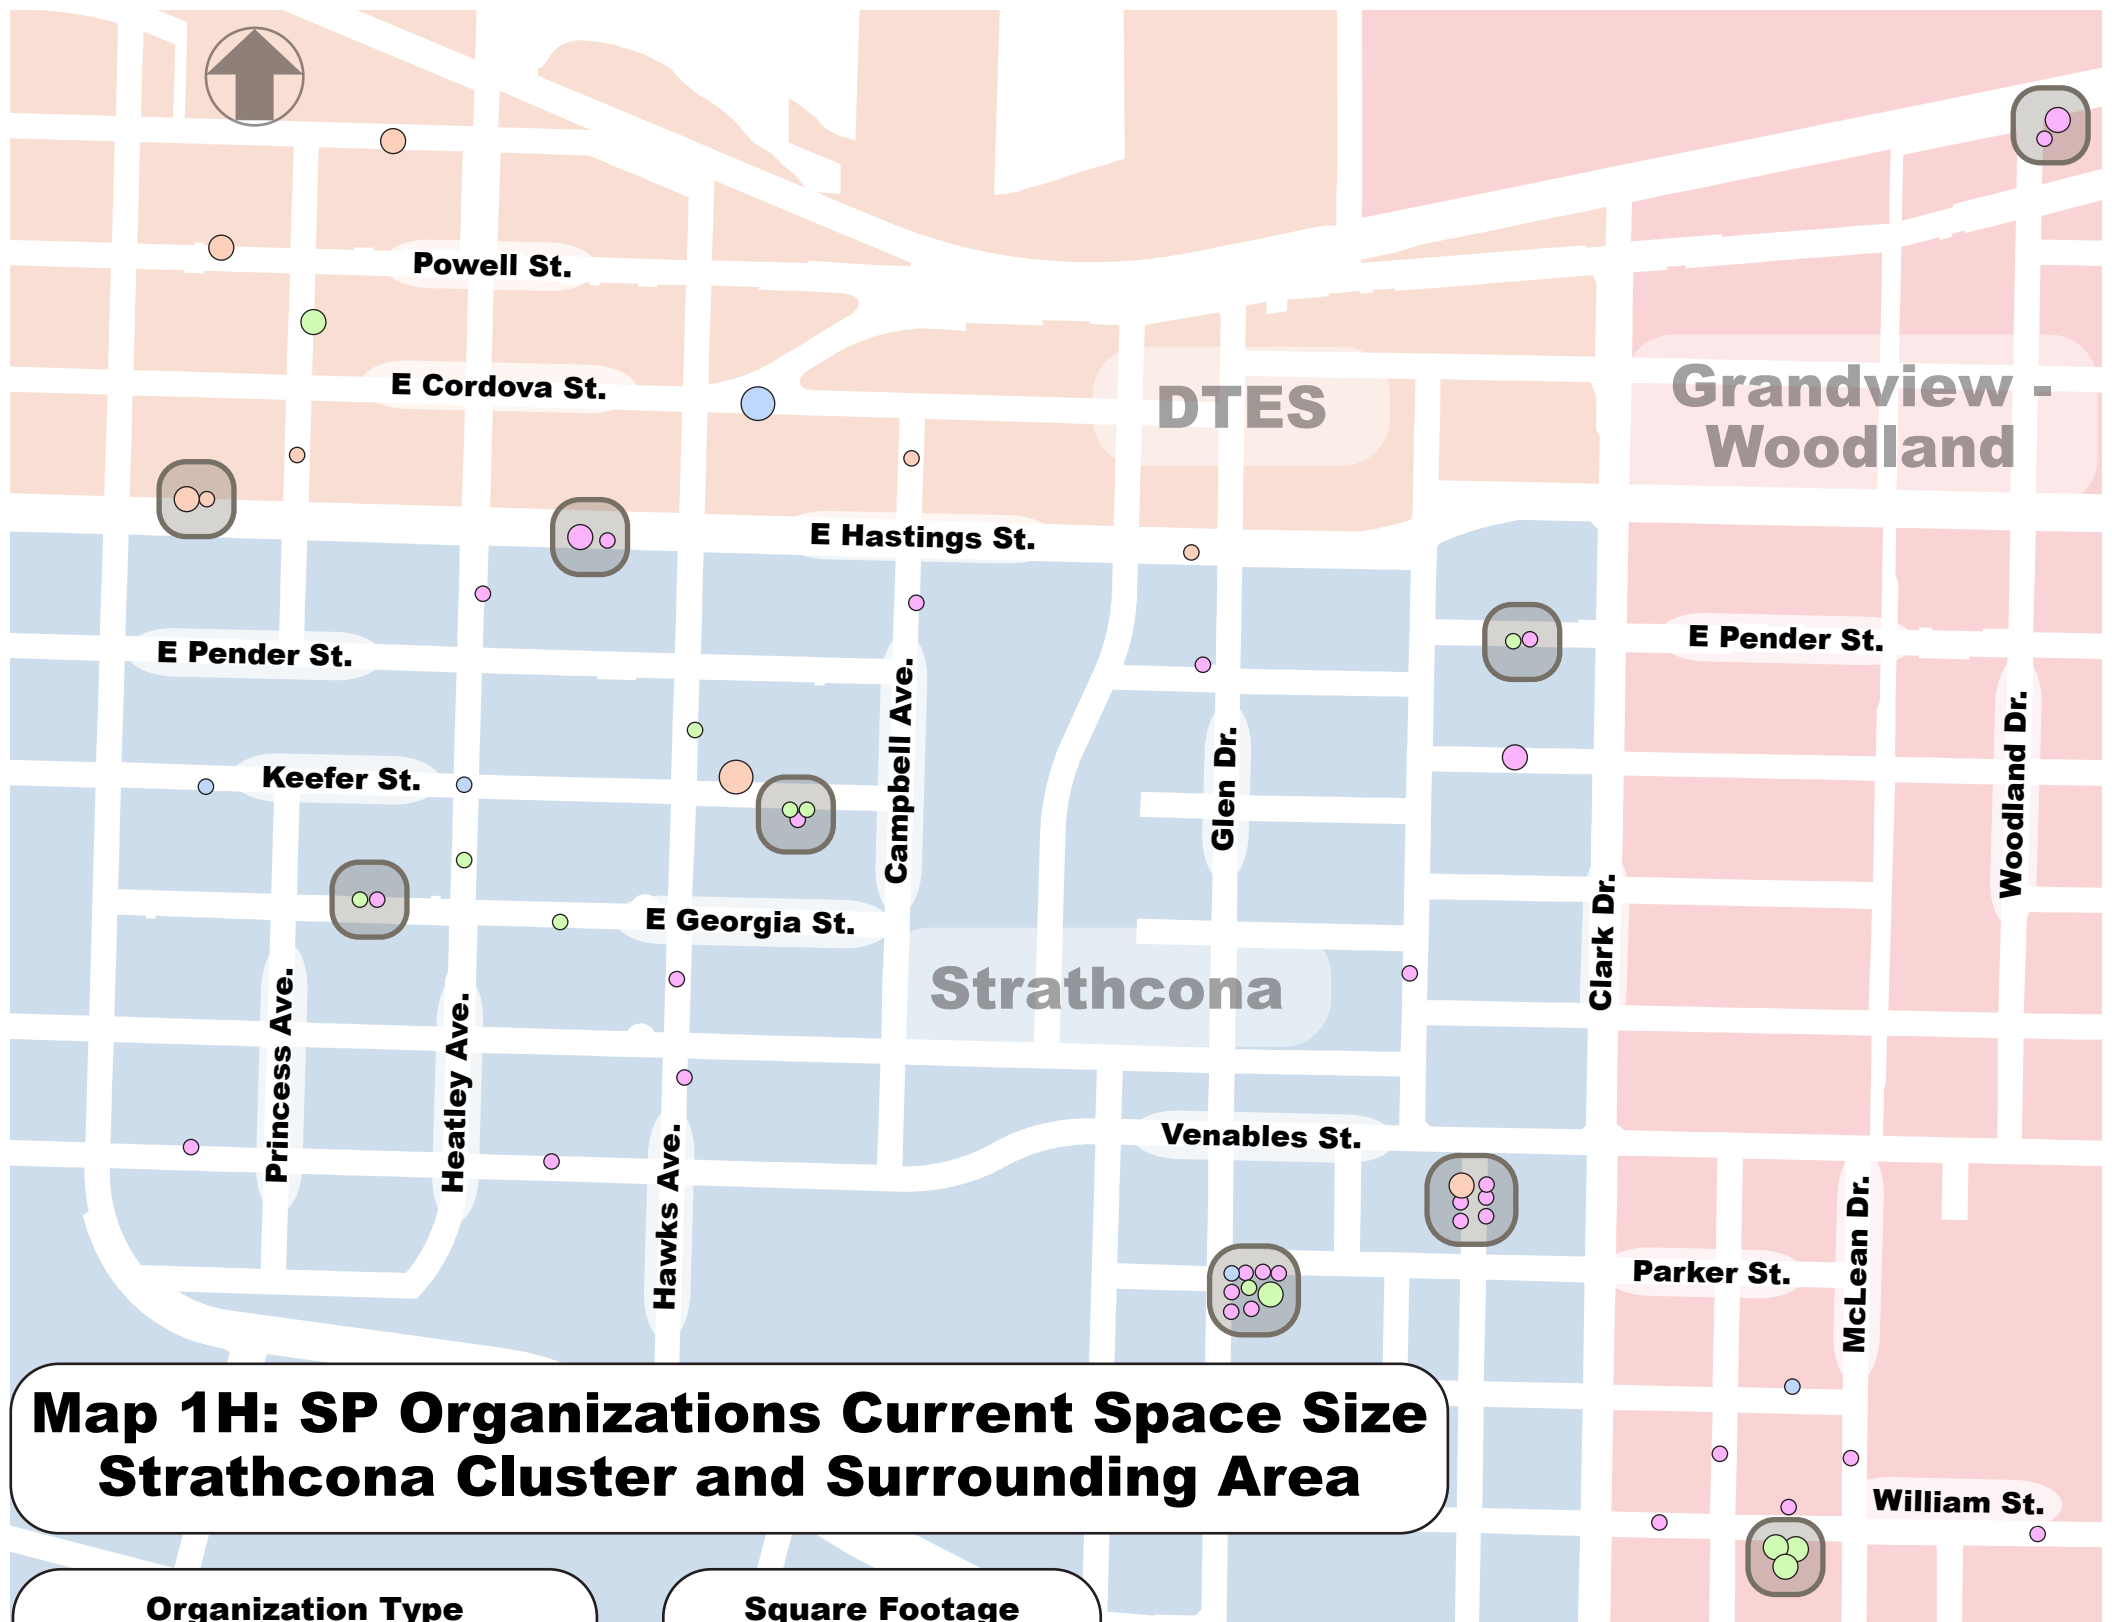 Powell St.
E Cordova St.
DTES
Grandview -
Woodland
E Hastings St.
E Pender St.
E Pender St.
Campbell Ave.
Glen Dr.
Woodland Dr.
Keefer St.
E Georgia St.
Clark Dr.
Strathcona
Princess Ave.
Heatley Ave.
Hawks Ave.
Venables St.
Parker St.
McLean Dr.
Map 1H: SP Organizations Current Space Size
Strathcona Cluster and Surrounding Area
William St.
Organization Type
Square Footage